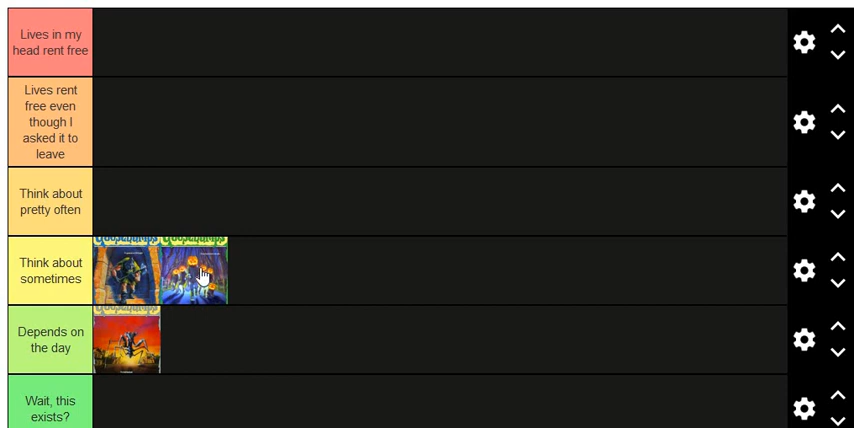 Lives in my
head rent free
Lives rent
free even
though I
asked it to
leave
Think about
pretty often
Think about
sometimes
Depends on
the day
Wait, this
exists?